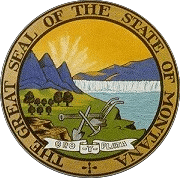 THE GREAT SEAL OF THE STATE OF MONTANA
ORO Y PLATA